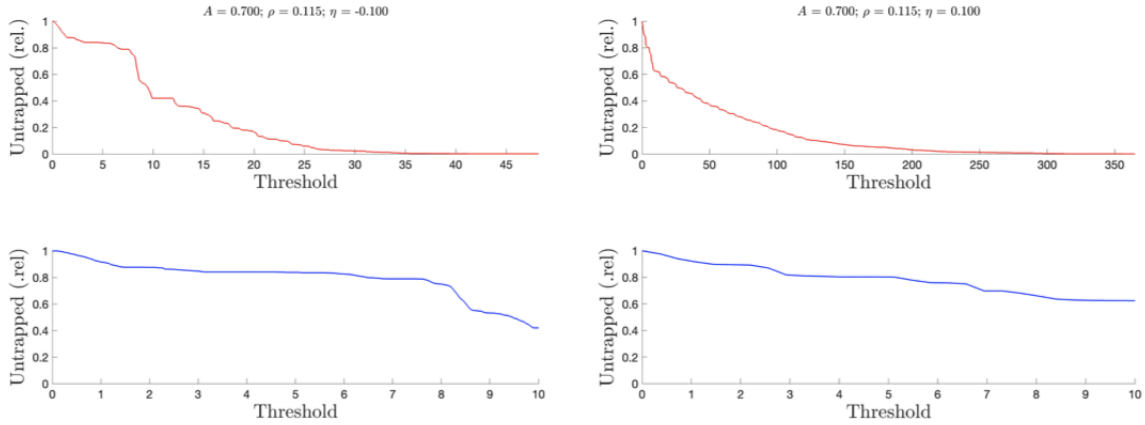 A = 0.700; ρ = 0.115; η = -0.100
Untrapped (rel.)
1
0.8
0.6
0.4
0.2
0
0 5 10 15 20 25 30 35 40 45
Threshold
A = 0.700; ρ = 0.115; η = 0.100
Untrapped (rel.)
1
0.8
0.6
0.4
0.2
0
0 50 100 150 200 250 300 350
Threshold
Untrapped (.rel)
1
0.8
0.6
0.4
0.2
0
0 1 2 3 4 5 6 7 8 9 10
Threshold
Untrapped (.rel)
1
0.8
0.6
0.4
0.2
0
0 1 2 3 4 5 6 7 8 9 10
Threshold